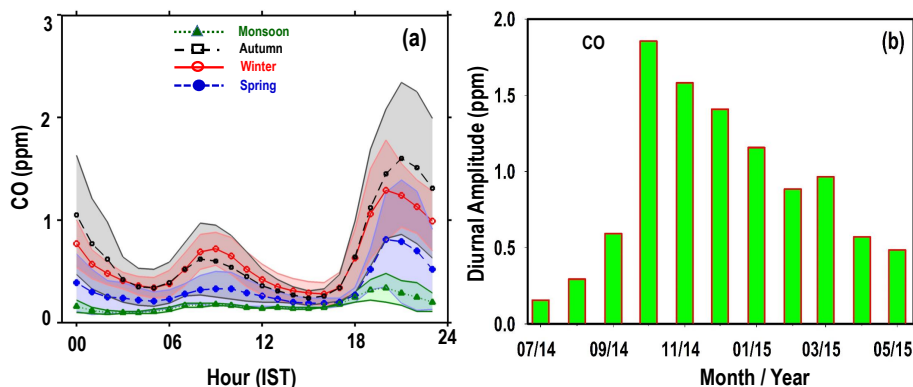 3
(a)
Monsoon
Autumn
Winter
Spring
2
CO (ppm)
1
0
00 06 12 18 24
Hour (IST)
2.0
CO (b)
1.5
Diurnal Amplitude (ppm)
1.0
0.5
0.0
07/14 09/14 11/14 01/15 03/15 05/15
Month / Year